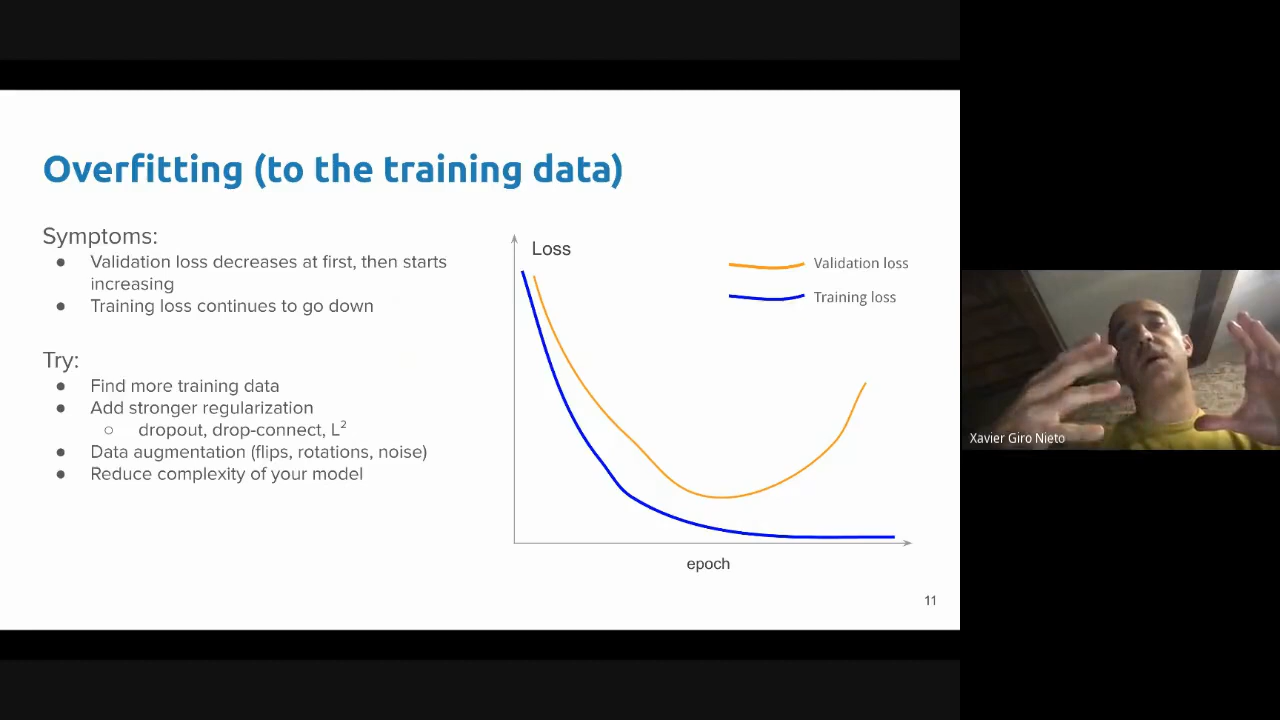 Overfitting (to the training data)
Symptoms:
● Validation loss decreases at first, then starts
increasing
● Training loss continues to go down
Try:
● Find more training data
● Add stronger regularization
○ dropout, drop-connect, L²
● Data augmentation (flips, rotations, noise)
● Reduce complexity of your model
Loss
Validation loss
Training loss
epoch
11
Xavier Giro Nieto